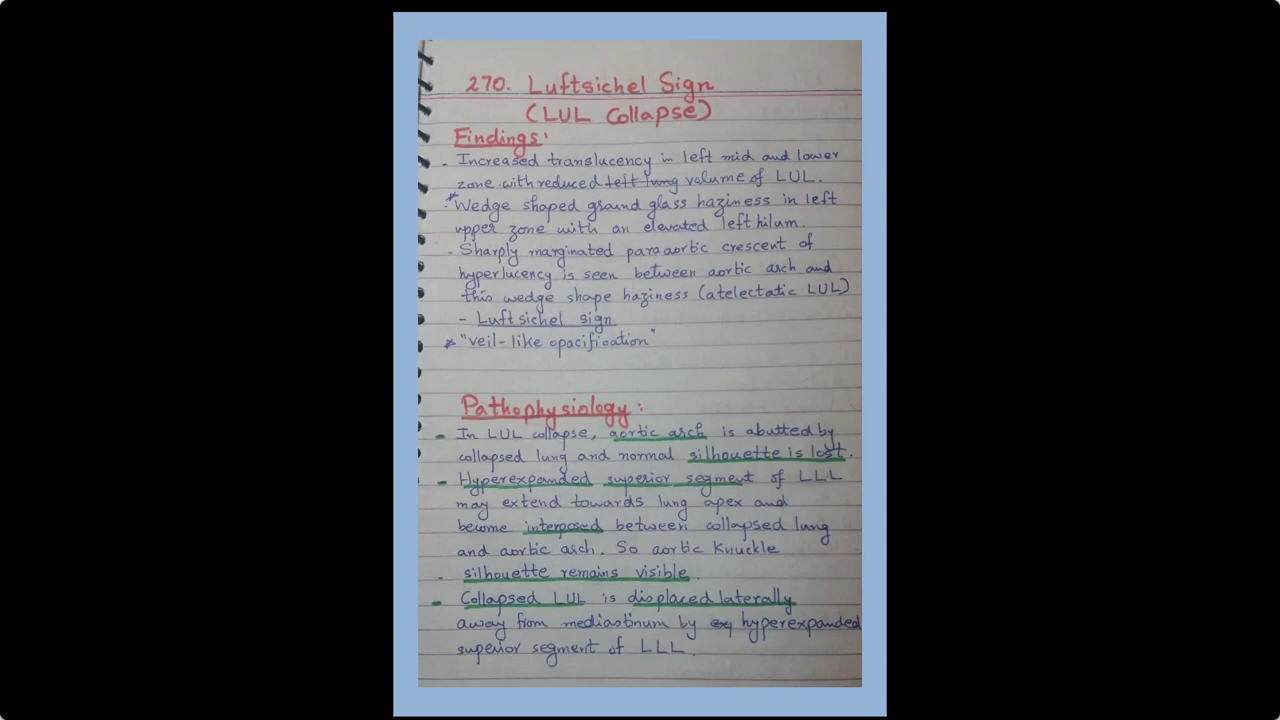 270. Luftsichel Sign
(LUL Collapse)
Findings:
- Increased translucency in left mid and lower
zone with reduced left lung volume of LUL.
* Wedge shaped ground glass haziness in left
upper zone with an elevated left hilum.
- Sharply marginated paraaortic crescent of
hyperlucency is seen between aortic arch and
this wedge shape haziness (atelectatic LUL)
- Luftsichel sign
* "veil-like opacification"
Pathophysiology:
- In LUL collapse, aortic arch is abutted by
collapsed lung and normal silhouette is lost.
- Hyperexpanded superior segment of LLL
may extend towards lung apex and
become interposed between collapsed lung
and aortic arch. So aortic Knuckle
- silhouette remains visible.
- Collapsed LUL is displaced laterally
away from mediastinum by hyperexpanded
superior segment of LLL.